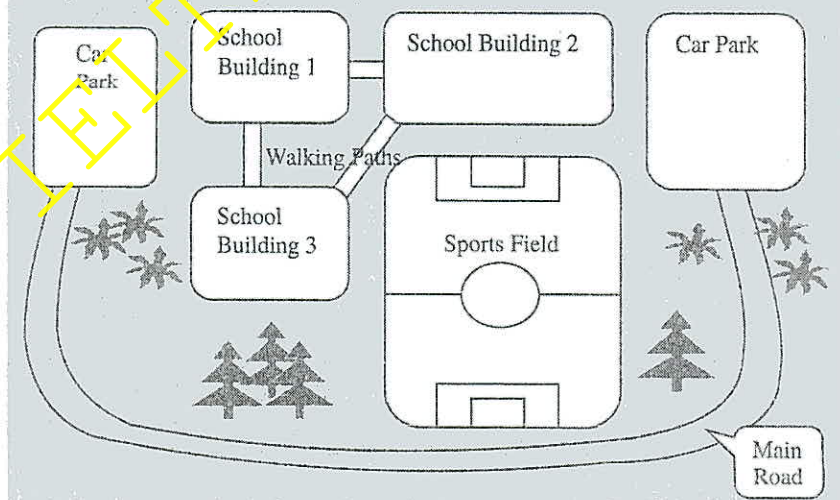 Car
Park
School
Building 1
School Building 2
Car Park
Walking Paths
School
Building 3
Sports Field
Main
Road
IELT